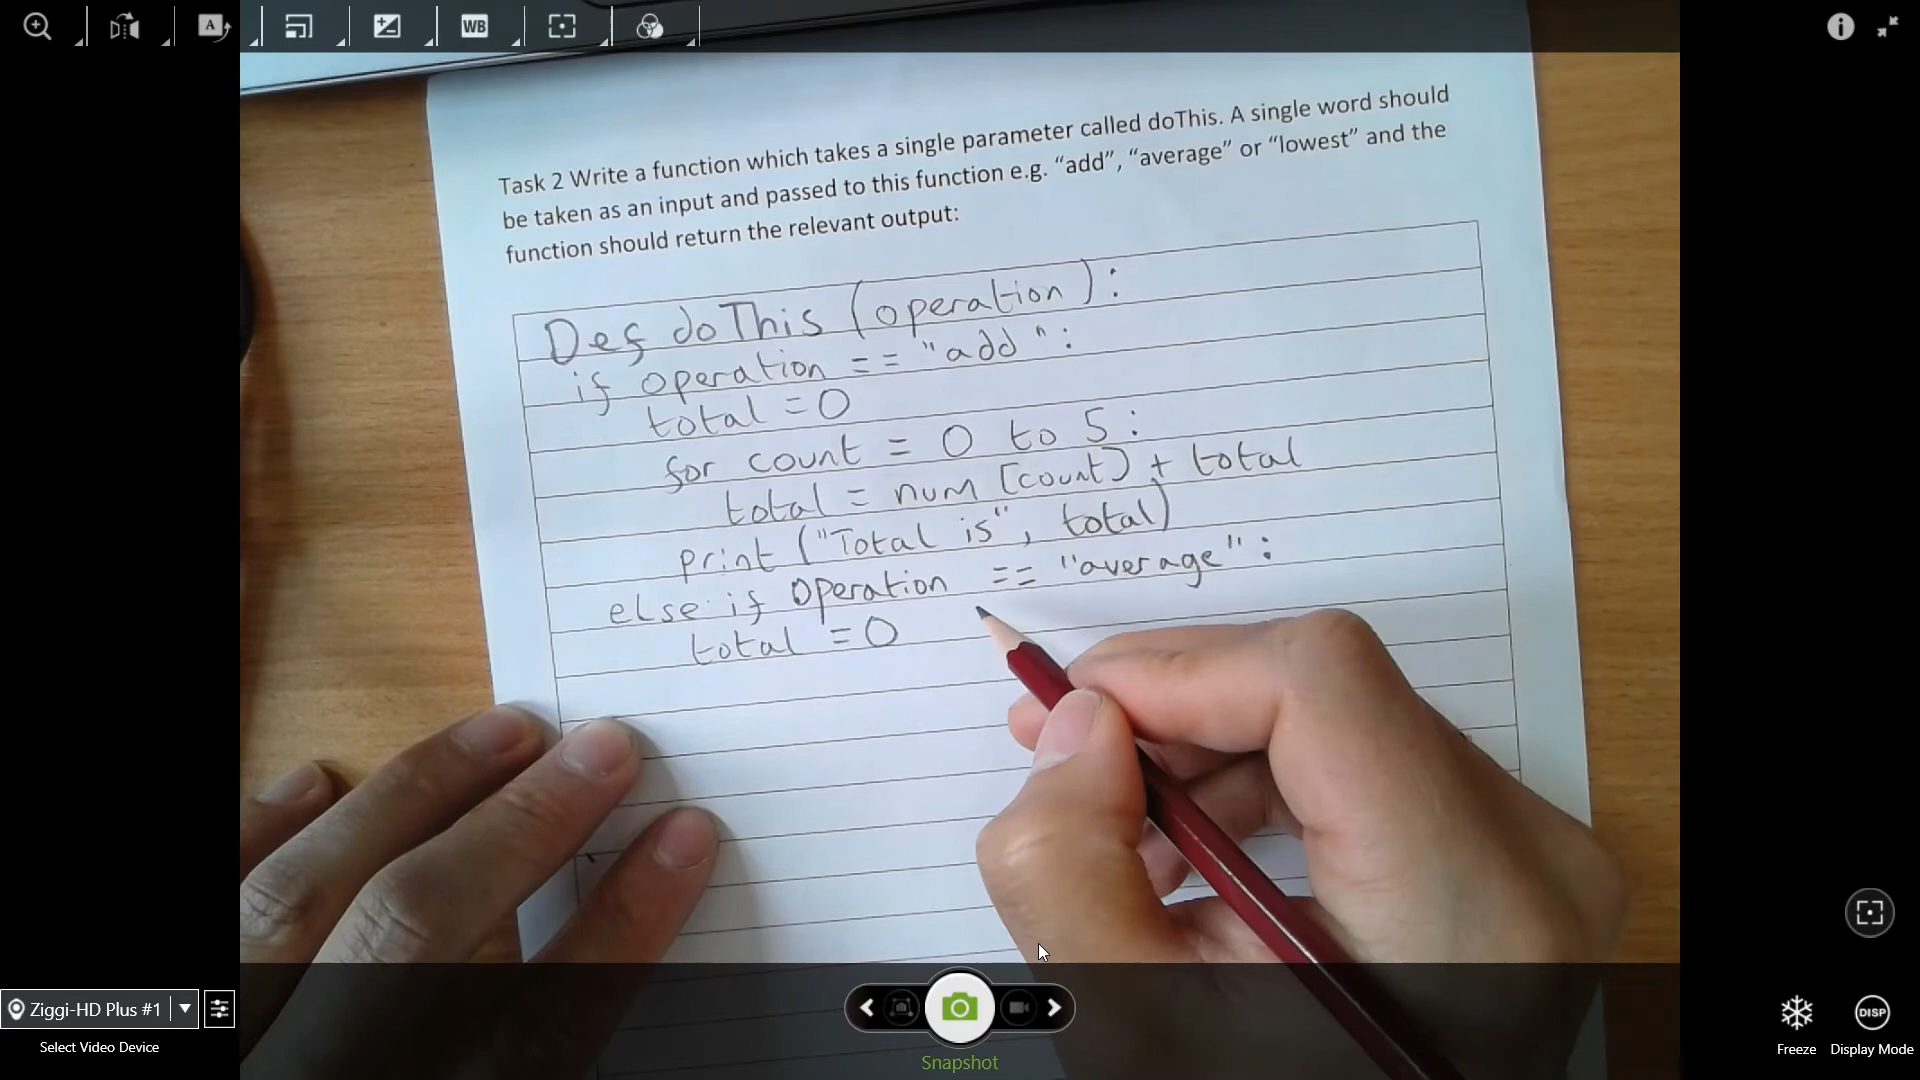 A
WB
Task 2 Write a function which takes a single parameter called doThis. A single word should
be taken as an input and passed to this function e.g. “add”, “average” or “lowest” and the
function should return the relevant output:
Def doThis (operation):
if operation == "add":
total = 0
for count = 0 to 5:
total = num [count] + total
print ("Total is", total)
else if operation == "average":
total = 0
Ziggi-HD Plus #1
Select Video Device
Snapshot
Freeze
DISP
Display Mode